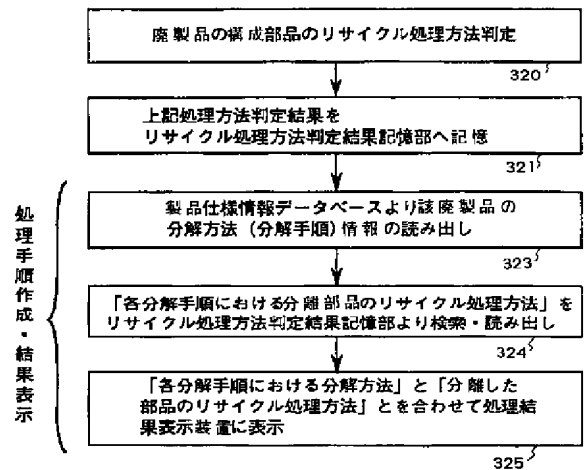 廃製品の構成部品のリサイクル処理方法判定
320
上記処理方法判定結果を
リサイクル処理方法判定結果記憶部へ記憶
321
処理手順作成・結果表示
製品仕様情報データベースより該廃製品の
分解方法（分解手順）情報の読み出し
323
「各分解手順における分離部品のリサイクル処理方法」を
リサイクル処理方法判定結果記憶部より検索・読み出し
324
「各分解手順における分解方法」と「分離した
部品のリサイクル処理方法」とを合わせて処理結
果表示装置に表示
325